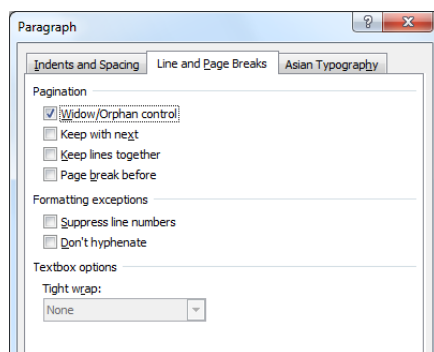 Paragraph
Indents and Spacing Line and Page Breaks Asian Typography
Pagination
Widow/Orphan control
Keep with next
Keep lines together
Page break before
Formatting exceptions
Suppress line numbers
Don't hyphenate
Textbox options
Tight wrap:
None